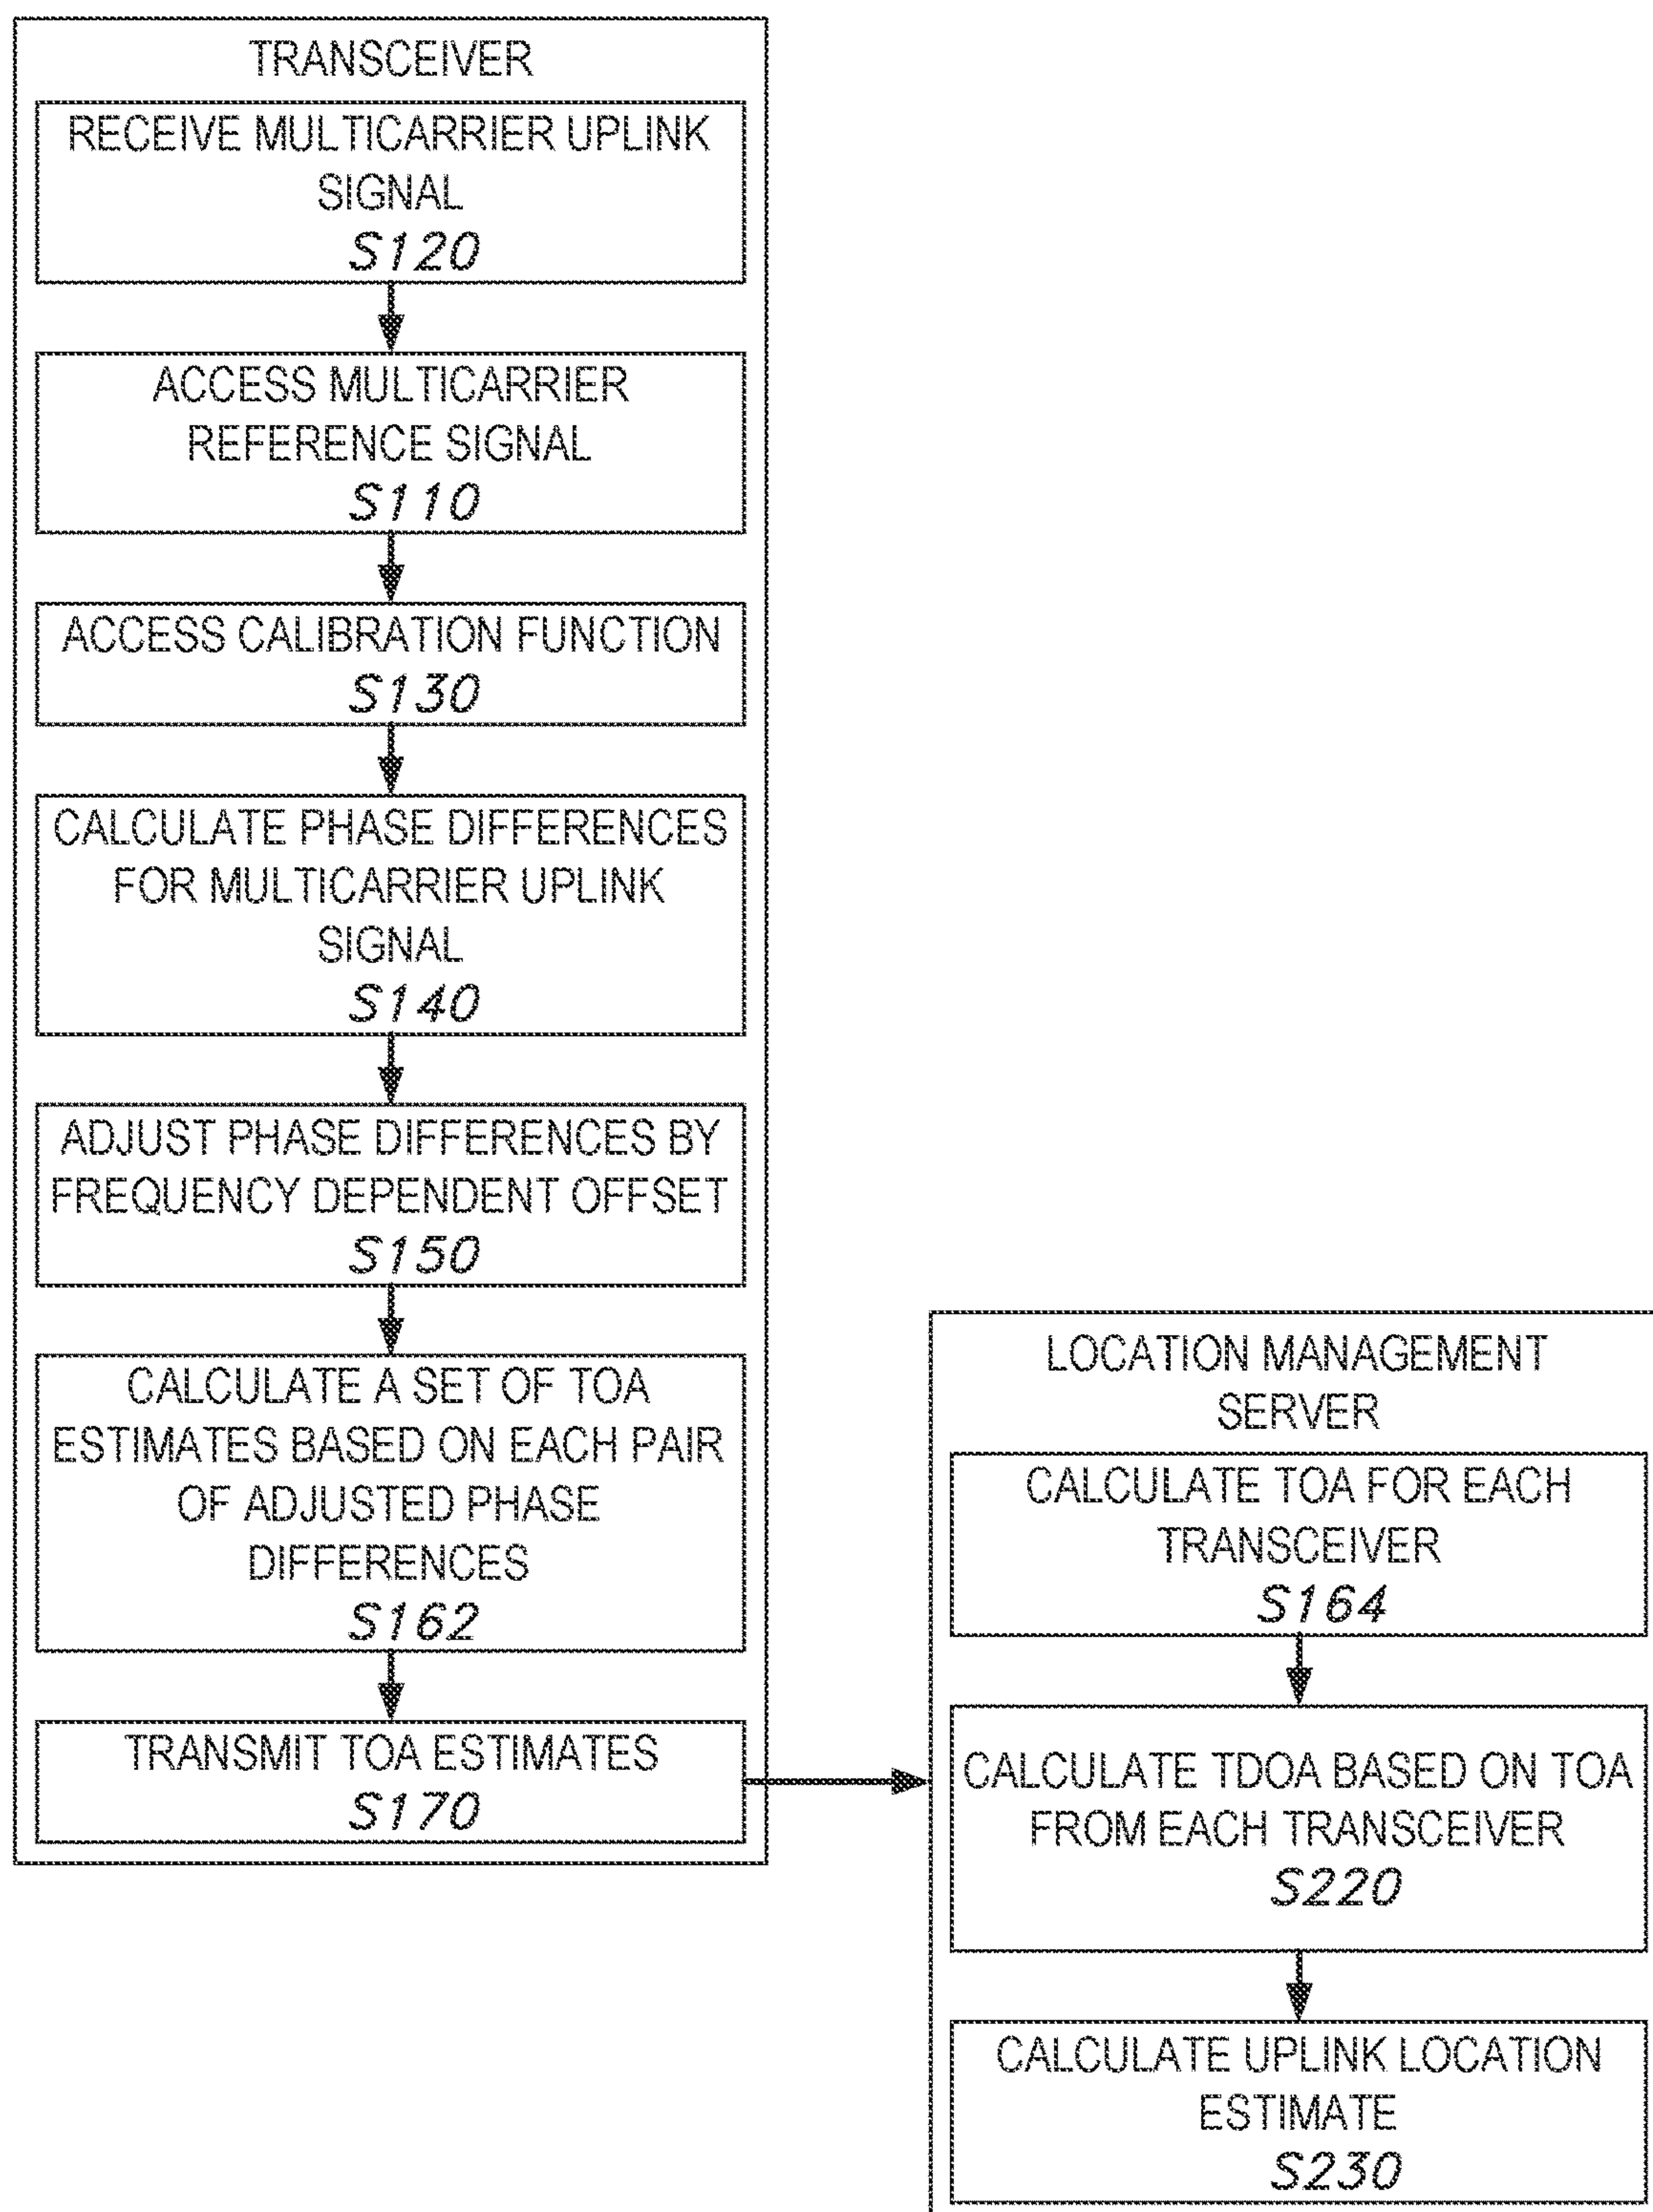 TRANSCEIVER
RECEIVE MULTICARRIER UPLINK
SIGNAL
S120
ACCESS MULTICARRIER
REFERENCE SIGNAL
S110
ACCESS CALIBRATION FUNCTION
S130
CALCULATE PHASE DIFFERENCES
FOR MULTICARRIER UPLINK
SIGNAL
S140
ADJUST PHASE DIFFERENCES BY
FREQUENCY DEPENDENT OFFSET
S150
CALCULATE A SET OF TOA
ESTIMATES BASED ON EACH PAIR
OF ADJUSTED PHASE
DIFFERENCES
S162
TRANSMIT TOA ESTIMATES
S170
LOCATION MANAGEMENT
SERVER
CALCULATE TOA FOR EACH
TRANSCEIVER
S164
CALCULATE TDOA BASED ON TOA
FROM EACH TRANSCEIVER
S220
CALCULATE UPLINK LOCATION
ESTIMATE
S230